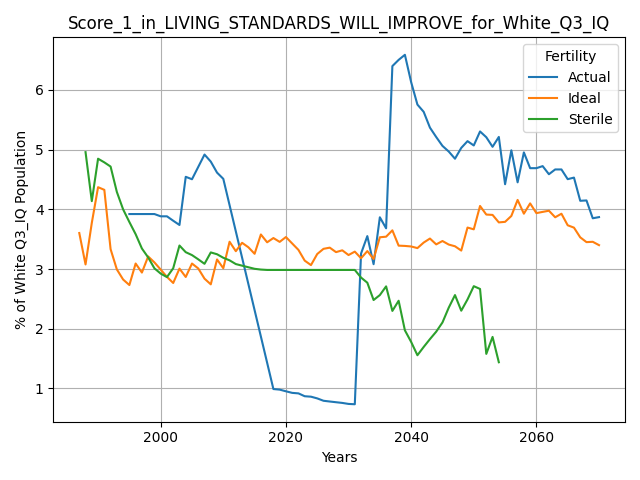 Score_1_in_LIVING_STANDARDS_WILL_IMPROVE_for_White_Q3_IQ
Fertility
Actual
Ideal
Sterile
% of White Q3_IQ Population
6
5
4
3
2
1
2000 2020 2040 2060
Years